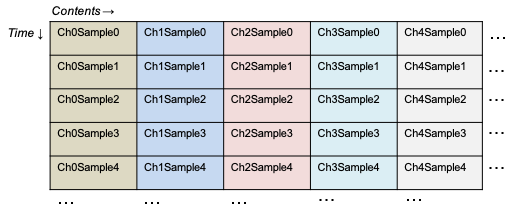 Contents→
Time↓
Ch0Sample0 Ch1Sample0 Ch2Sample0 Ch3Sample0 Ch4Sample0 ...
Ch0Sample1 Ch1Sample1 Ch2Sample1 Ch3Sample1 Ch4Sample1 ...
Ch0Sample2 Ch1Sample2 Ch2Sample2 Ch3Sample2 Ch4Sample2 ...
Ch0Sample3 Ch1Sample3 Ch2Sample3 Ch3Sample3 Ch4Sample3 ...
Ch0Sample4 Ch1Sample4 Ch2Sample4 Ch3Sample4 Ch4Sample4 ...
... ... ... ... ...